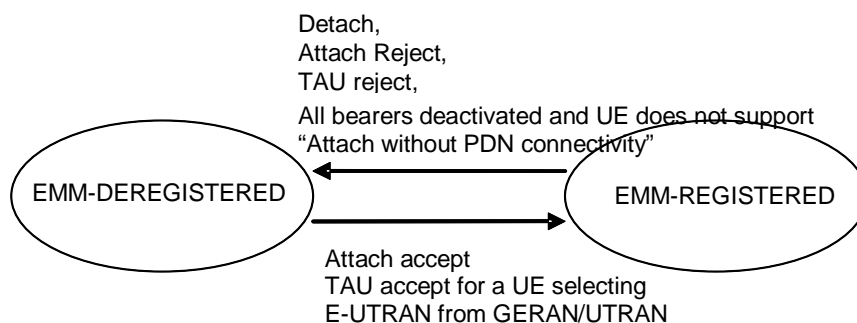 Detach,
Attach Reject,
TAU reject,
All bearers deactivated and UE does not support
“Attach without PDN connectivity”
EMM-DEREGISTERED
EMM-REGISTERED
Attach accept
TAU accept for a UE selecting
E-UTRAN from GERAN/UTRAN